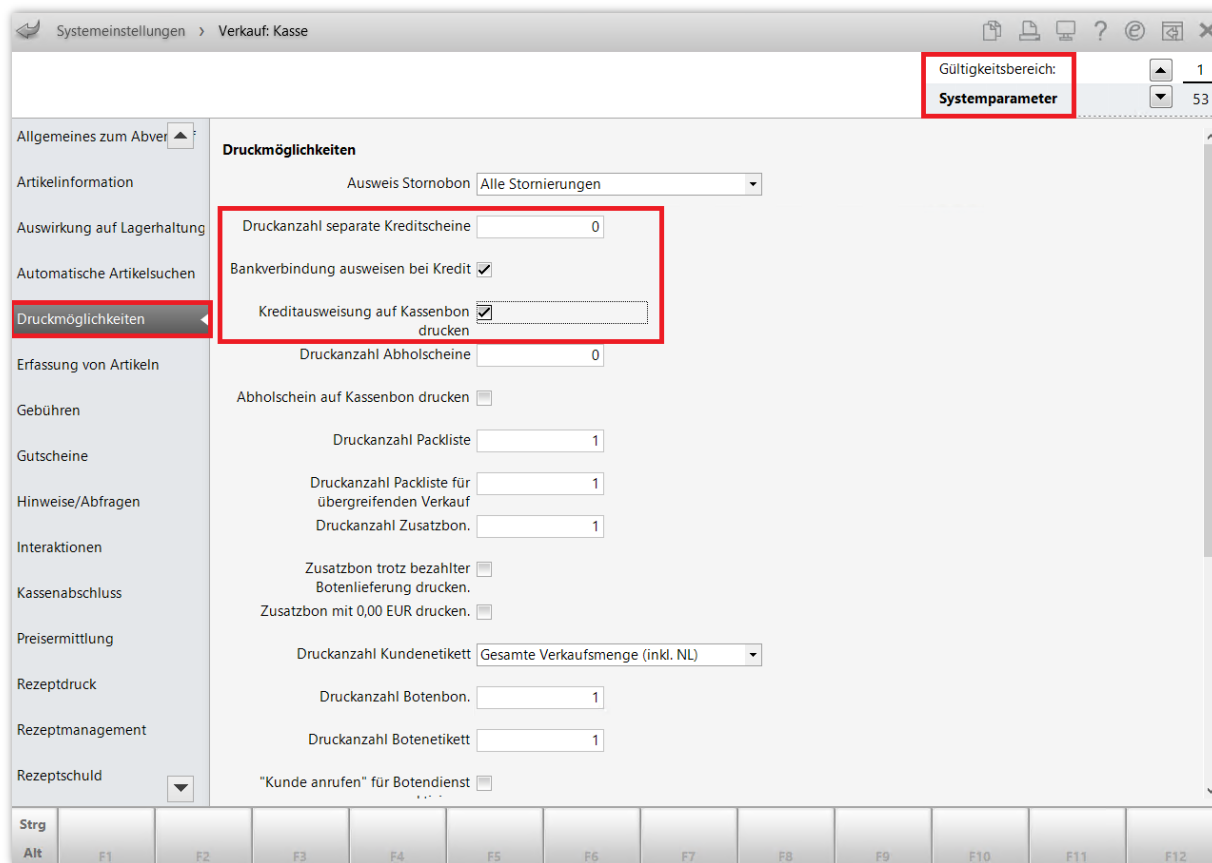 Systemeinstellungen › Verkauf: Kasse
Gültigkeitsbereich: 1
Systemparameter 53
Allgemeines zum Abver
Artikelinformation
Auswirkung auf Lagerhaltung
Automatische Artikelsuchen
Druckmöglichkeiten
Erfassung von Artikeln
Gebühren
Gutscheine
Hinweise/Abfragen
Interaktionen
Kassenabschluss
Preisermittlung
Rezeptdruck
Rezeptmanagement
Rezeptschuld
Druckmöglichkeiten
Ausweis Stornobon Alle Stornierungen
Druckanzahl separate Kreditscheine 0
Bankverbindung ausweisen bei Kredit
Kreditausweisung auf Kassenbon
drucken
Druckanzahl Abholscheine 0
Abholschein auf Kassenbon drucken
Druckanzahl Packliste 1
Druckanzahl Packliste für 1
übergreifenden Verkauf
Druckanzahl Zusatzbon. 1
Zusatzbon trotz bezahlter
Botenlieferung drucken.
Zusatzbon mit 0,00 EUR drucken.
Druckanzahl Kundenetikett Gesamte Verkaufsmenge (inkl. NL)
Druckanzahl Botenbon. 1
Druckanzahl Botenetikett 1
"Kunde anrufen" für Botendienst
Strg
Alt F1 F2 F3 F4 F5 F6 F7 F8 F9 F10 F11 F12